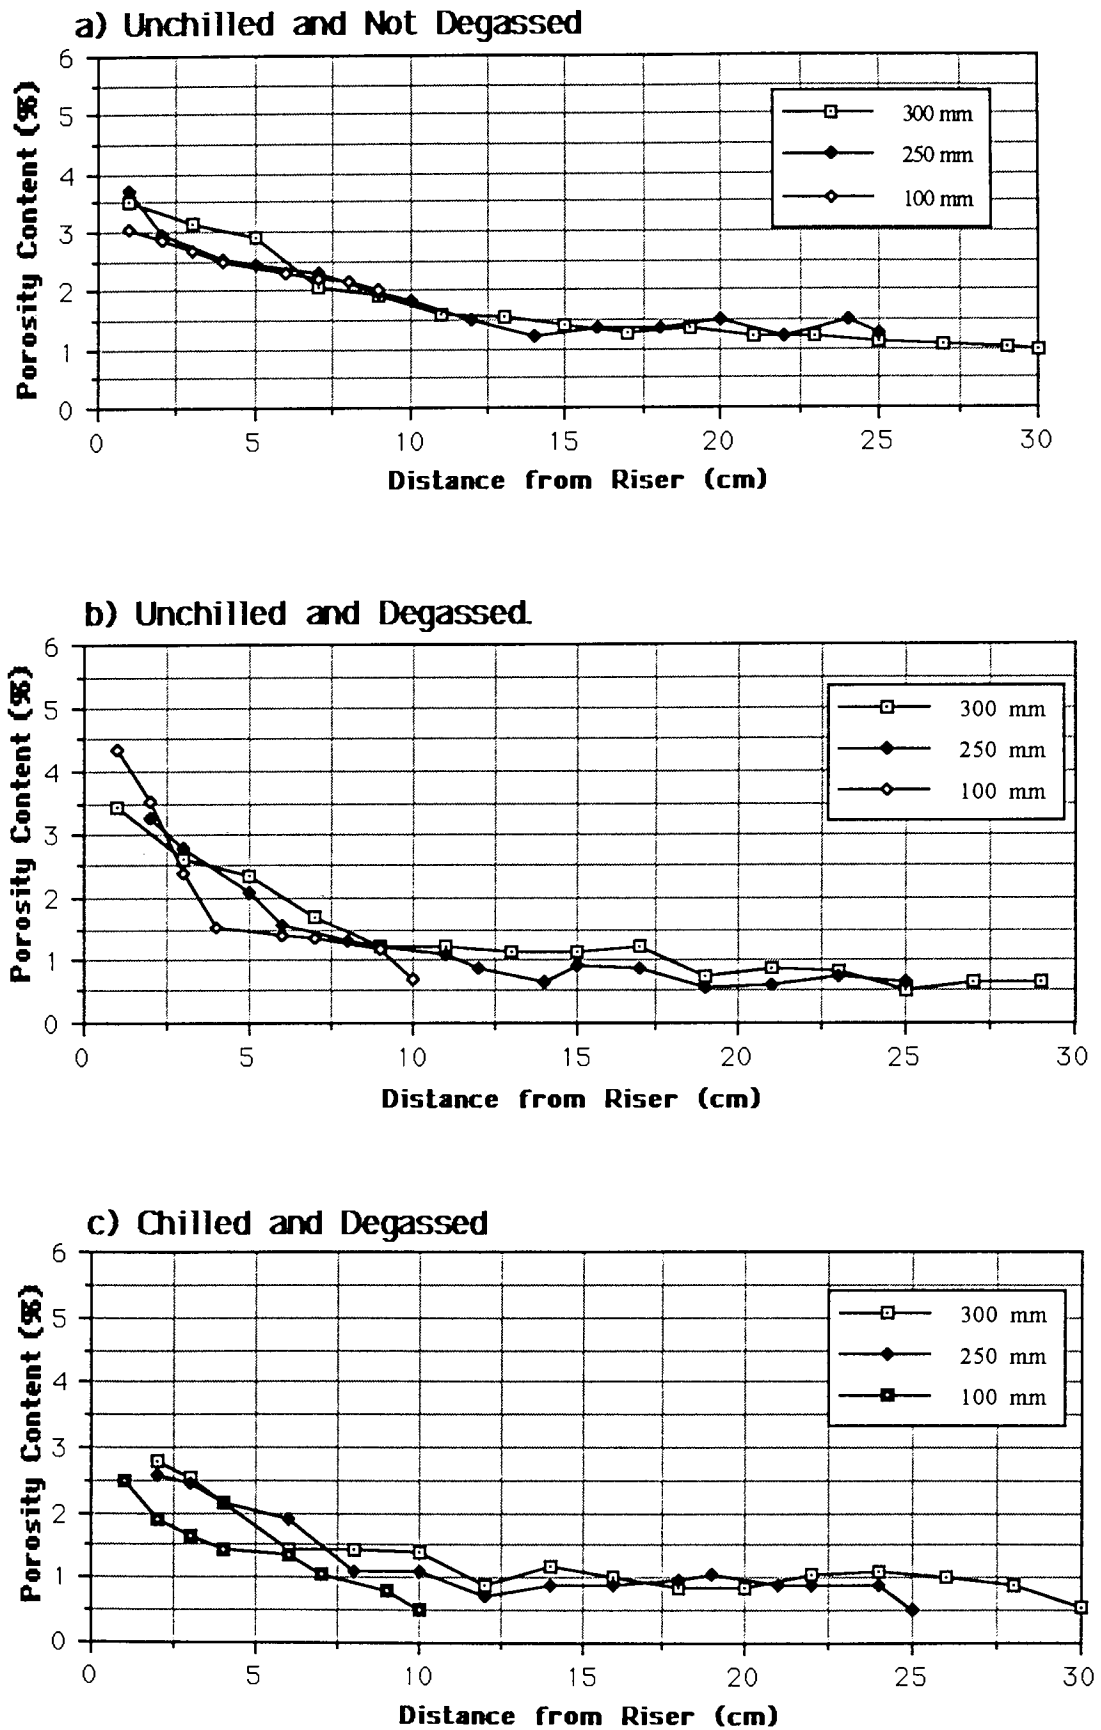 a) Unchilled and Not Degassed
Porosity Content (%)
6
5
4
3
2
1
0
300 mm
250 mm
100 mm
0 5 10 15 20 25 30
Distance from Riser (cm)
b) Unchilled and Degassed.
Porosity Content (%)
6
5
4
3
2
1
0
300 mm
250 mm
100 mm
0 5 10 15 20 25 30
Distance from Riser (cm)
c) Chilled and Degassed
Porosity Content (%)
6
5
4
3
2
1
0
300 mm
250 mm
100 mm
0 5 10 15 20 25 30
Distance from Riser (cm)